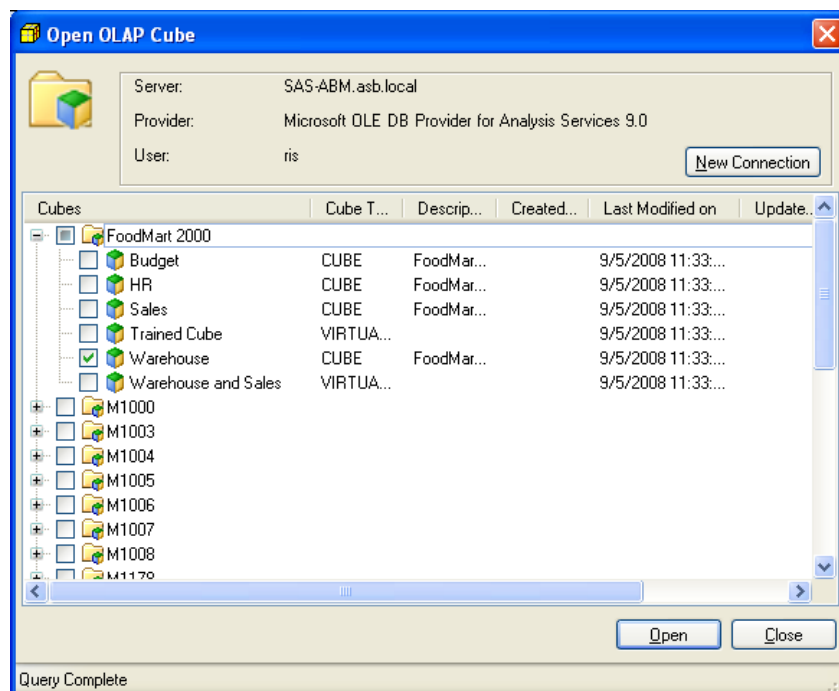 Open OLAP Cube
Server: SAS-ABM.asb.local
Provider: Microsoft OLE DB Provider for Analysis Services 9.0
User: ris
New Connection
Cubes Cube T... Descrip... Created... Last Modified on Update...
FoodMart 2000
Budget CUBE FoodMar... 9/5/2008 11:33:...
HR CUBE FoodMar... 9/5/2008 11:33:...
Sales CUBE FoodMar... 9/5/2008 11:33:...
Trained Cube VIRTUA... 9/5/2008 11:33:...
Warehouse CUBE FoodMar... 9/5/2008 11:33:...
Warehouse and Sales VIRTUA... 9/5/2008 11:33:...
M1000
M1003
M1004
M1005
M1006
M1007
M1008
M1178
Open Close
Query Complete